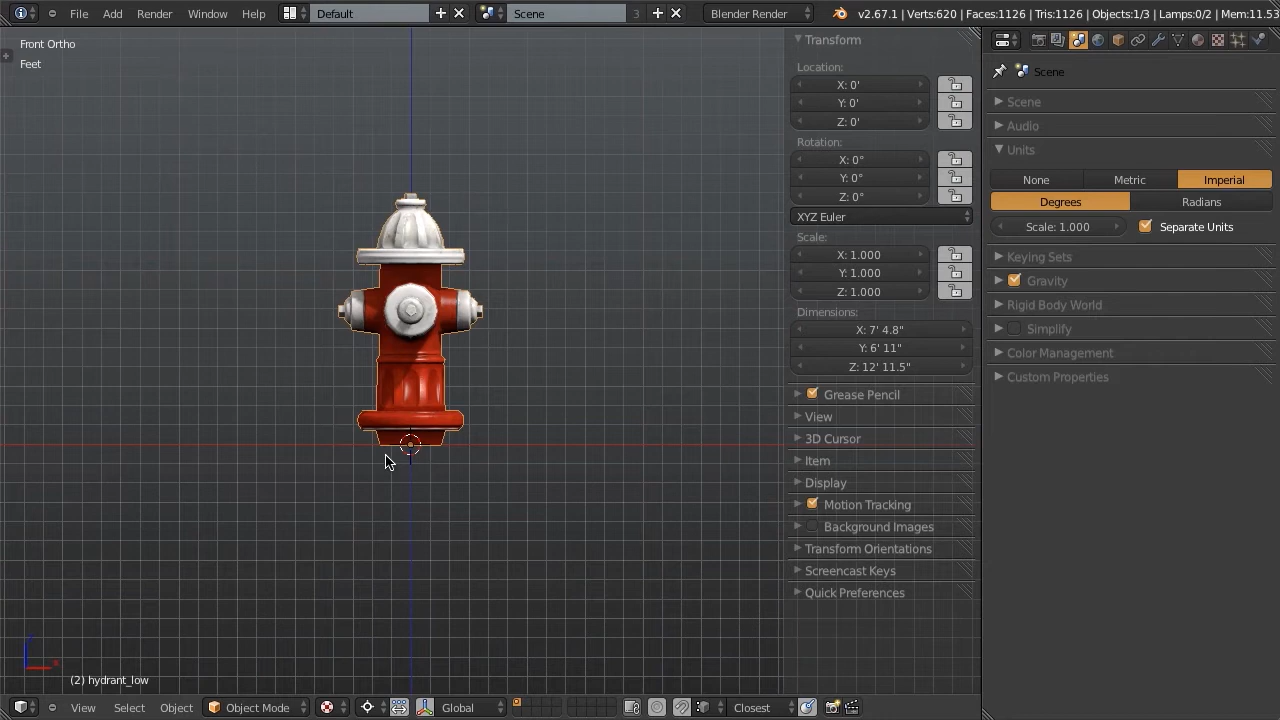 File Add Render Window Help Default Scene 3 Blender Render v2.67.1 | Verts:620 | Faces:1126 | Tris:1126 | Objects:1/3 | Lamps:0/2 | Mem:11.53
Front Ortho
Feet
Transform
Location:
X: 0'
Y: 0'
Z: 0'
Rotation:
X: 0°
Y: 0°
Z: 0°
XYZ Euler
Scale:
X: 1.000
Y: 1.000
Z: 1.000
Dimensions:
X: 7' 4.8"
Y: 6' 11"
Z: 12' 11.5"
Grease Pencil
View
3D Cursor
Item
Display
Motion Tracking
Background Images
Transform Orientations
Screencast Keys
Quick Preferences
Scene
Scene
Audio
Units
None Metric Imperial
Degrees Radians
Scale: 1.000 Separate Units
Keying Sets
Gravity
Rigid Body World
Simplify
Color Management
Custom Properties
(2) hydrant_low
View Select Object Object Mode Global Closest